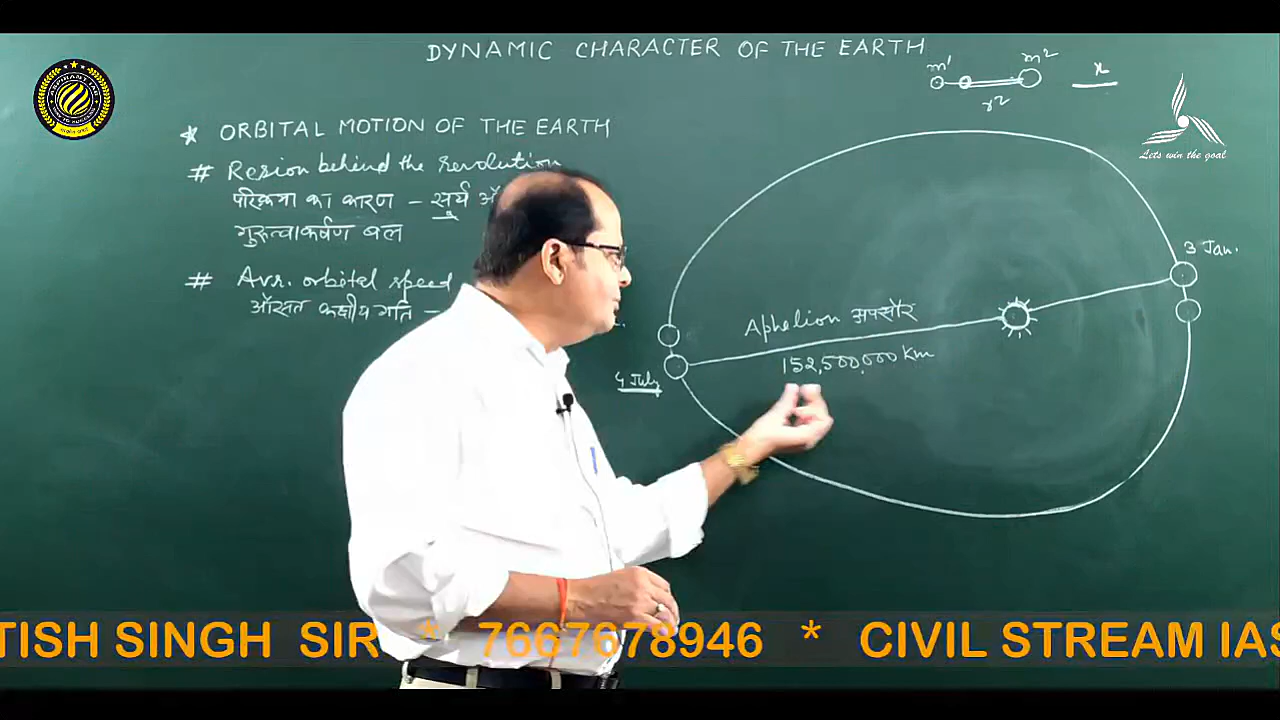 DYNAMIC CHARACTER OF THE EARTH
m1 m2
r2
x
Lets win the goal
* ORBITAL MOTION OF THE EARTH
# Resion behind the revolution
परिक्रमा का कारण - सूर्य
गुरुत्वाकर्षण बल
# Avr. orbital speed
औसत कक्षीय गति -
3 Jan.
Aphelion अपसौर
152,500,000 Km
4 July
TISH SINGH SIR * 7667678946 * CIVIL STREAM IAS